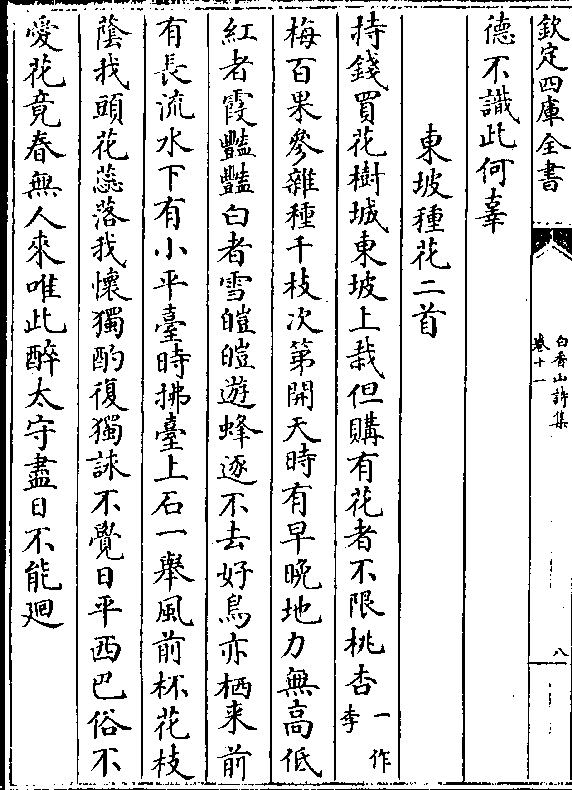 欽定四庫全書
白香山詩集
卷十一
八
德不識此何辜
東坡種花二首
持錢買花樹城東坡上栽但購有花者不限桃杏一作李
梅百果參雜種千枝次第開天時有早晚地力無高低
紅者霞豔豔白者雪皚皚遊蜂逐不去好鳥亦栖来前
有長流水下有小平臺時拂臺上石一舉風前杯花枝
蔭我頭花蕊落我懷獨酌復獨詠不覺日平西巴俗不
愛花竟春無人來唯此醉太守盡日不能廻